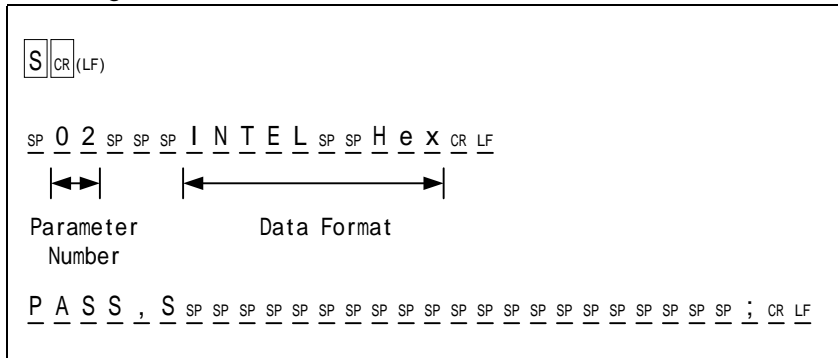 S CR (LF)
SP 0 2 SP SP SP I N T E L SP SP H e x CR LF
Parameter Number
Data Format
P A S S , S SP SP SP SP SP SP SP SP SP SP SP SP SP SP SP SP SP SP SP SP SP ; CR LF